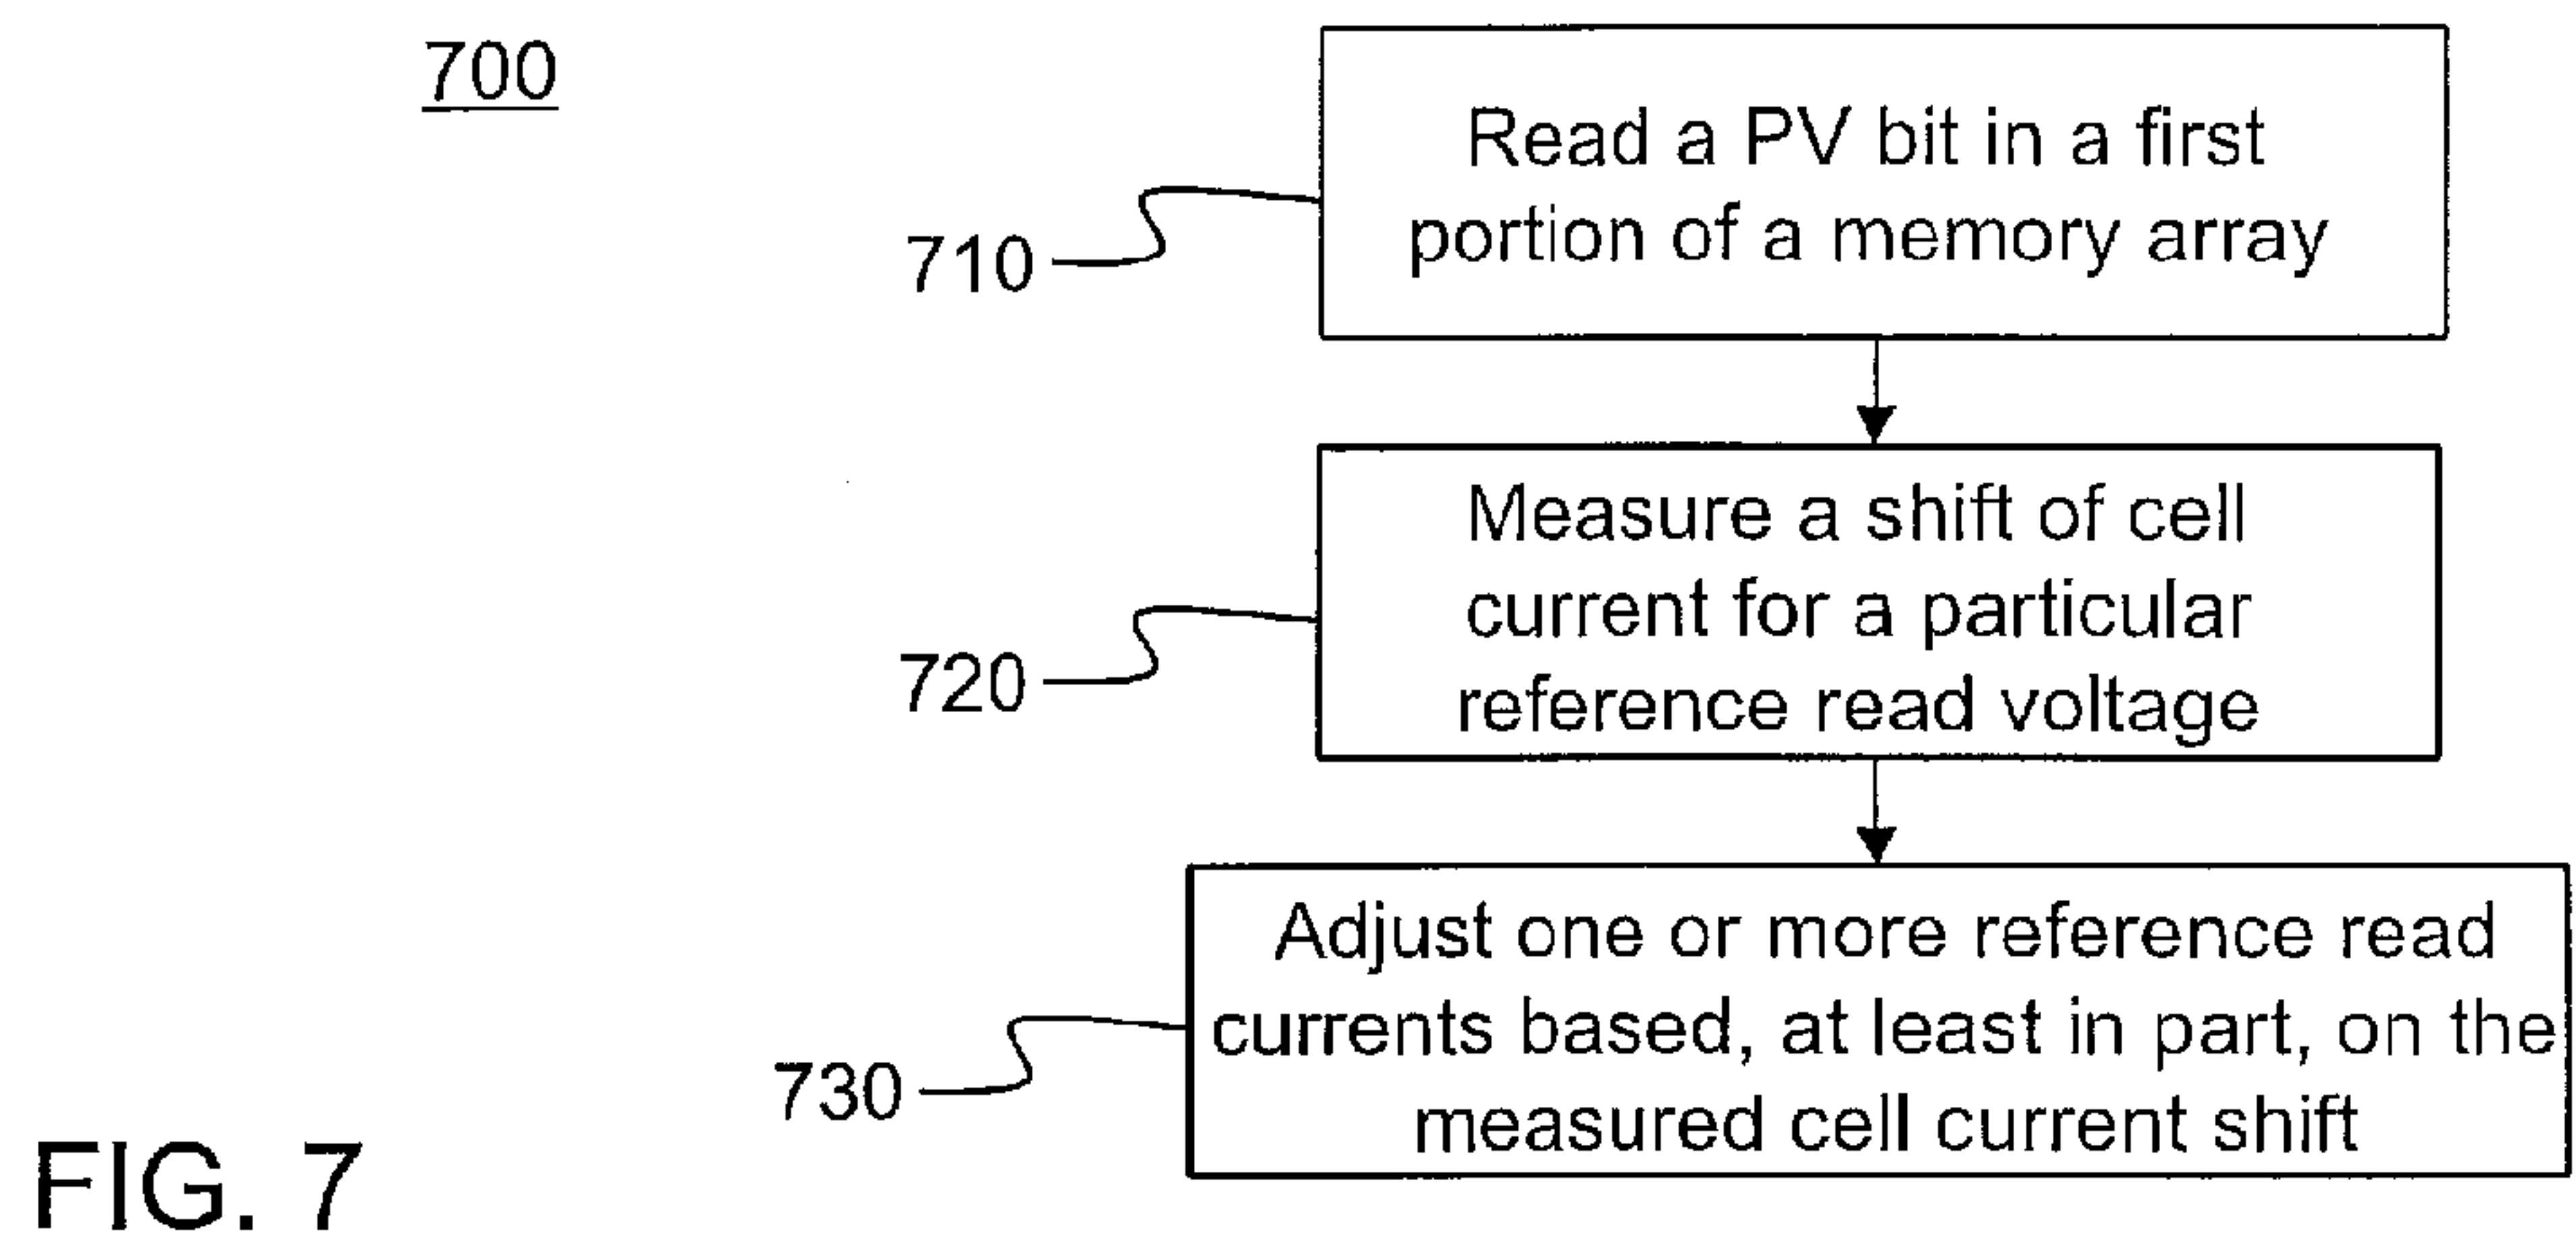 700
Read a PV bit in a first
portion of a memory array
710
Measure a shift of cell
current for a particular
reference read voltage
720
Adjust one or more reference read
currents based, at least in part, on the
measured cell current shift
730
FIG. 7